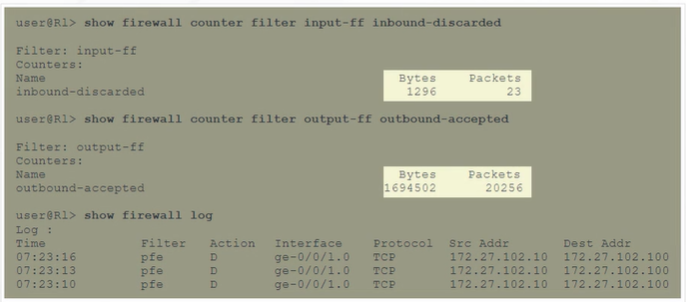 user@R1> show firewall counter filter input-ff inbound-discarded
Filter: input-ff
Counters:
Name Bytes Packets
inbound-discarded 1296 23
user@R1> show firewall counter filter output-ff outbound-accepted
Filter: output-ff
Counters:
Name Bytes Packets
outbound-accepted 1694502 20256
user@R1> show firewall log
Log :
Time Filter Action Interface Protocol Src Addr Dest Addr
07:23:16 pfe D ge-0/0/1.0 TCP 172.27.102.10 172.27.102.100
07:23:13 pfe D ge-0/0/1.0 TCP 172.27.102.10 172.27.102.100
07:23:10 pfe D ge-0/0/1.0 TCP 172.27.102.10 172.27.102.100